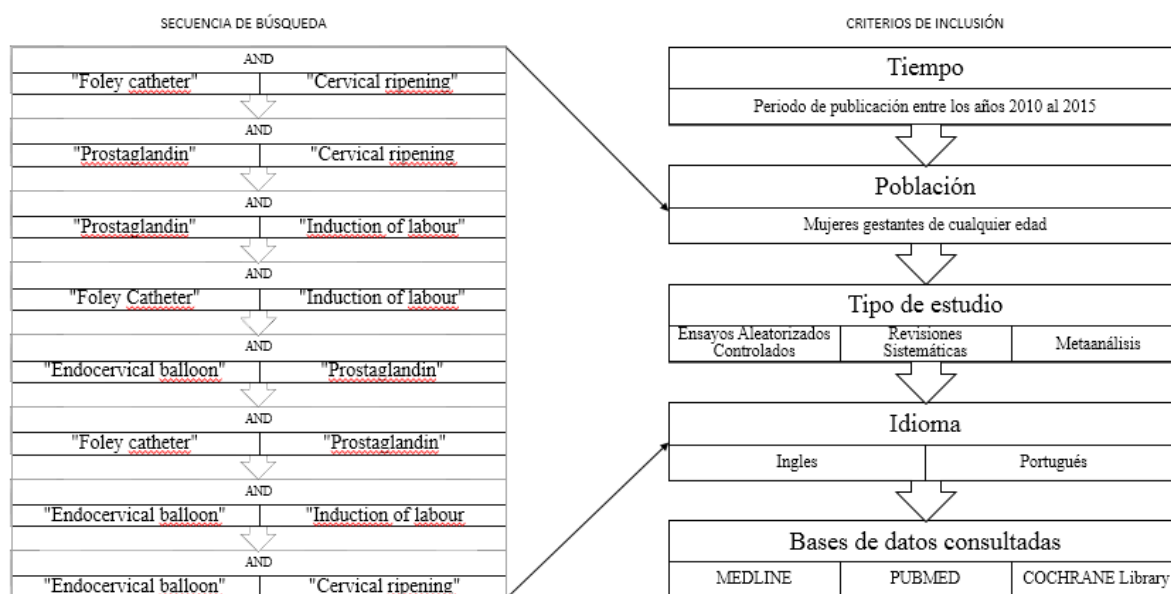 SECUENCIA DE BÚSQUEDA
AND
"Foley catheter" "Cervical ripening"
AND
"Prostaglandin" "Cervical ripening
AND
"Prostaglandin" "Induction of labour"
AND
"Foley Catheter" "Induction of labour"
AND
"Endocervical balloon" "Prostaglandin"
AND
"Foley catheter" "Prostaglandin"
AND
"Endocervical balloon" "Induction of labour
AND
"Endocervical balloon" "Cervical ripening"
CRITERIOS DE INCLUSIÓN
Tiempo
Periodo de publicación entre los años 2010 al 2015
Población
Mujeres gestantes de cualquier edad
Tipo de estudio
Ensayos Aleatorizados
Controlados
Revisiones
Sistemáticas
Metaanálisis
Idioma
Ingles Portugués
Bases de datos consultadas
MEDLINE PUBMED COCHRANE Library